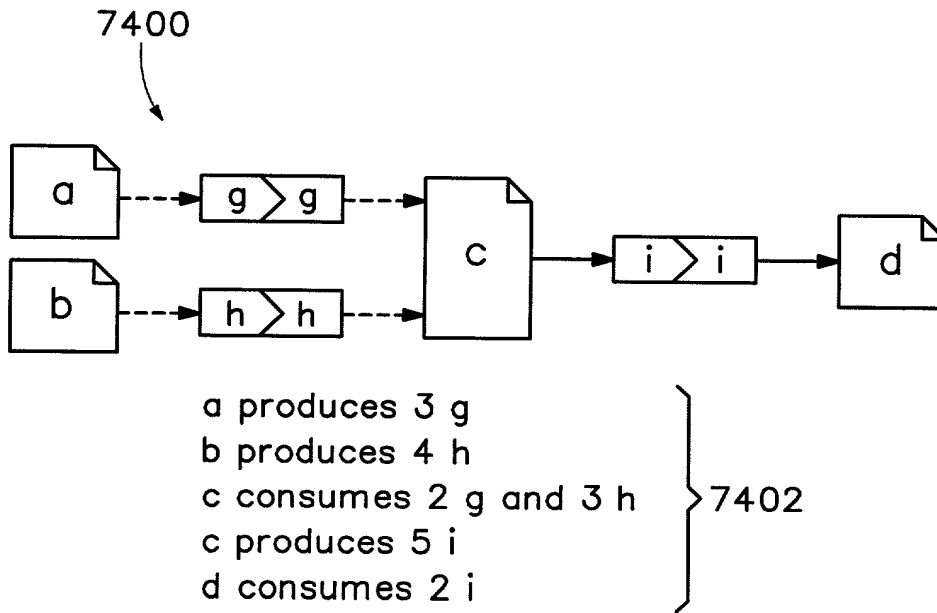 7400
a
g g
c
i i
d
b
h h
a produces 3 g
b produces 4 h
c consumes 2 g and 3 h
7402
c produces 5 i
d consumes 2 i